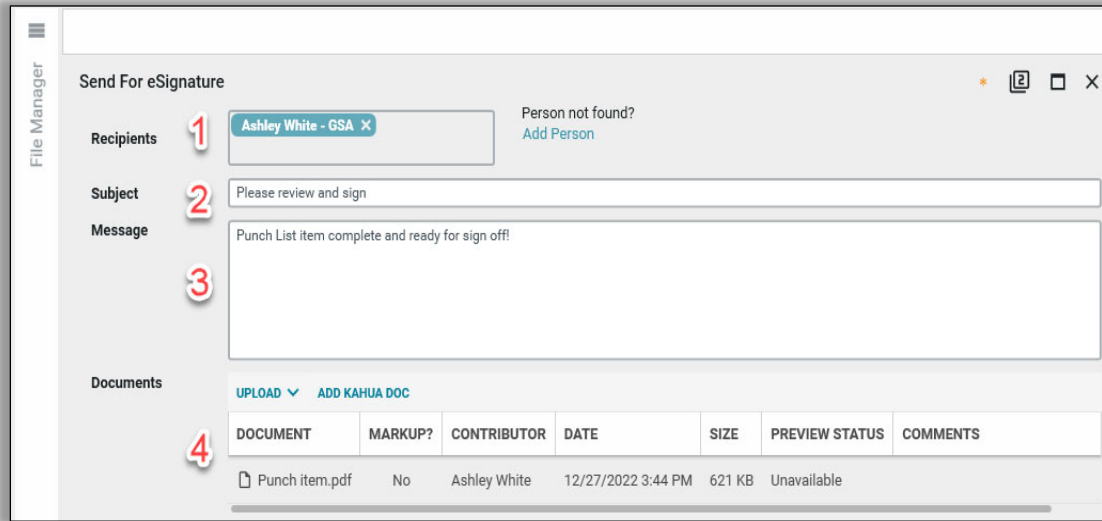 File Manager
Send For eSignature
*
2
Recipients
1
Ashley White - GSA X
Person not found?
Add Person
Subject
2
Please review and sign
Message
Punch List item complete and ready for sign off!
3
Documents
UPLOAD ADD KAHUA DOC
4
DOCUMENT MARKUP? CONTRIBUTOR DATE SIZE PREVIEW STATUS COMMENTS
Punch item.pdf No Ashley White 12/27/2022 3:44 PM 621 KB Unavailable